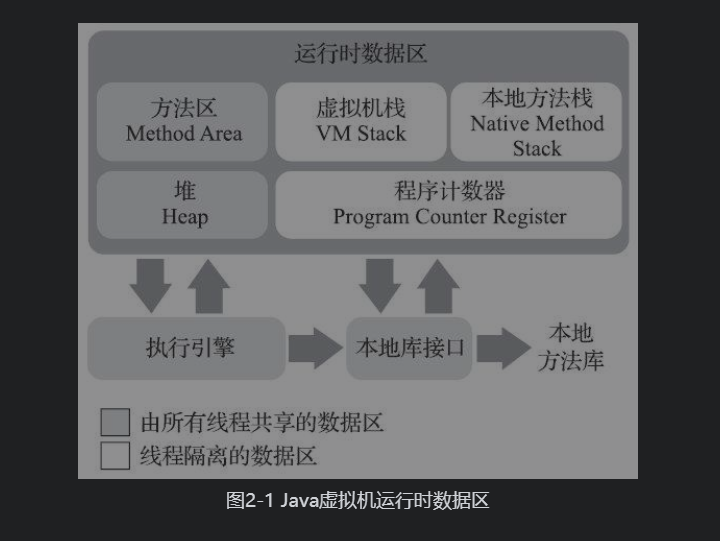 运行时数据区
方法区
Method Area
虚拟机栈
VM Stack
本地方法栈
Native Method
Stack
堆
Heap
程序计数器
Program Counter Register
执行引擎
本地库接口
本地
方法库
由所有线程共享的数据区
线程隔离的数据区
图2-1 Java虚拟机运行时数据区